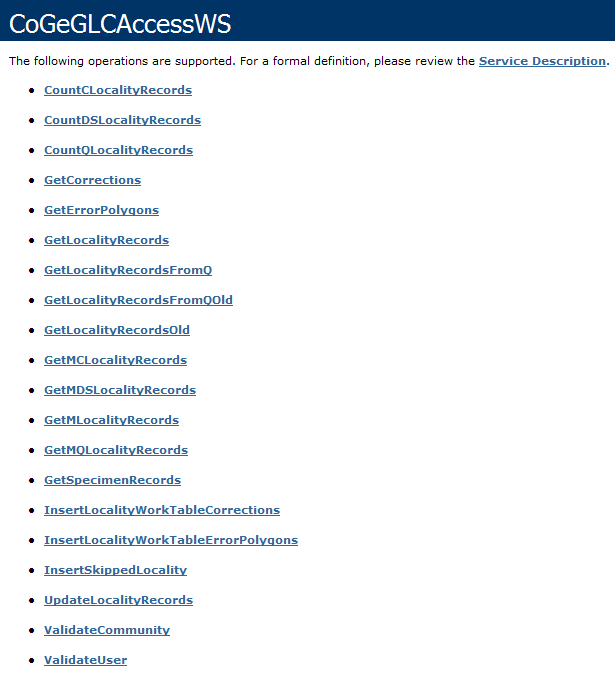 CoGeGLCAccessWS
The following operations are supported. For a formal definition, please review the Service Description.
CountCLocalityRecords
CountDSLocalityRecords
CountQLocalityRecords
GetCorrections
GetErrorPolygons
GetLocalityRecords
GetLocalityRecordsFromQ
GetLocalityRecordsFromQOld
GetLocalityRecordsOld
GetMCLocalityRecords
GetMDSLocalityRecords
GetMLocalityRecords
GetMQLocalityRecords
GetSpecimenRecords
InsertLocalityWorkTableCorrections
InsertLocalityWorkTableErrorPolygons
InsertSkippedLocality
UpdateLocalityRecords
ValidateCommunity
ValidateUser